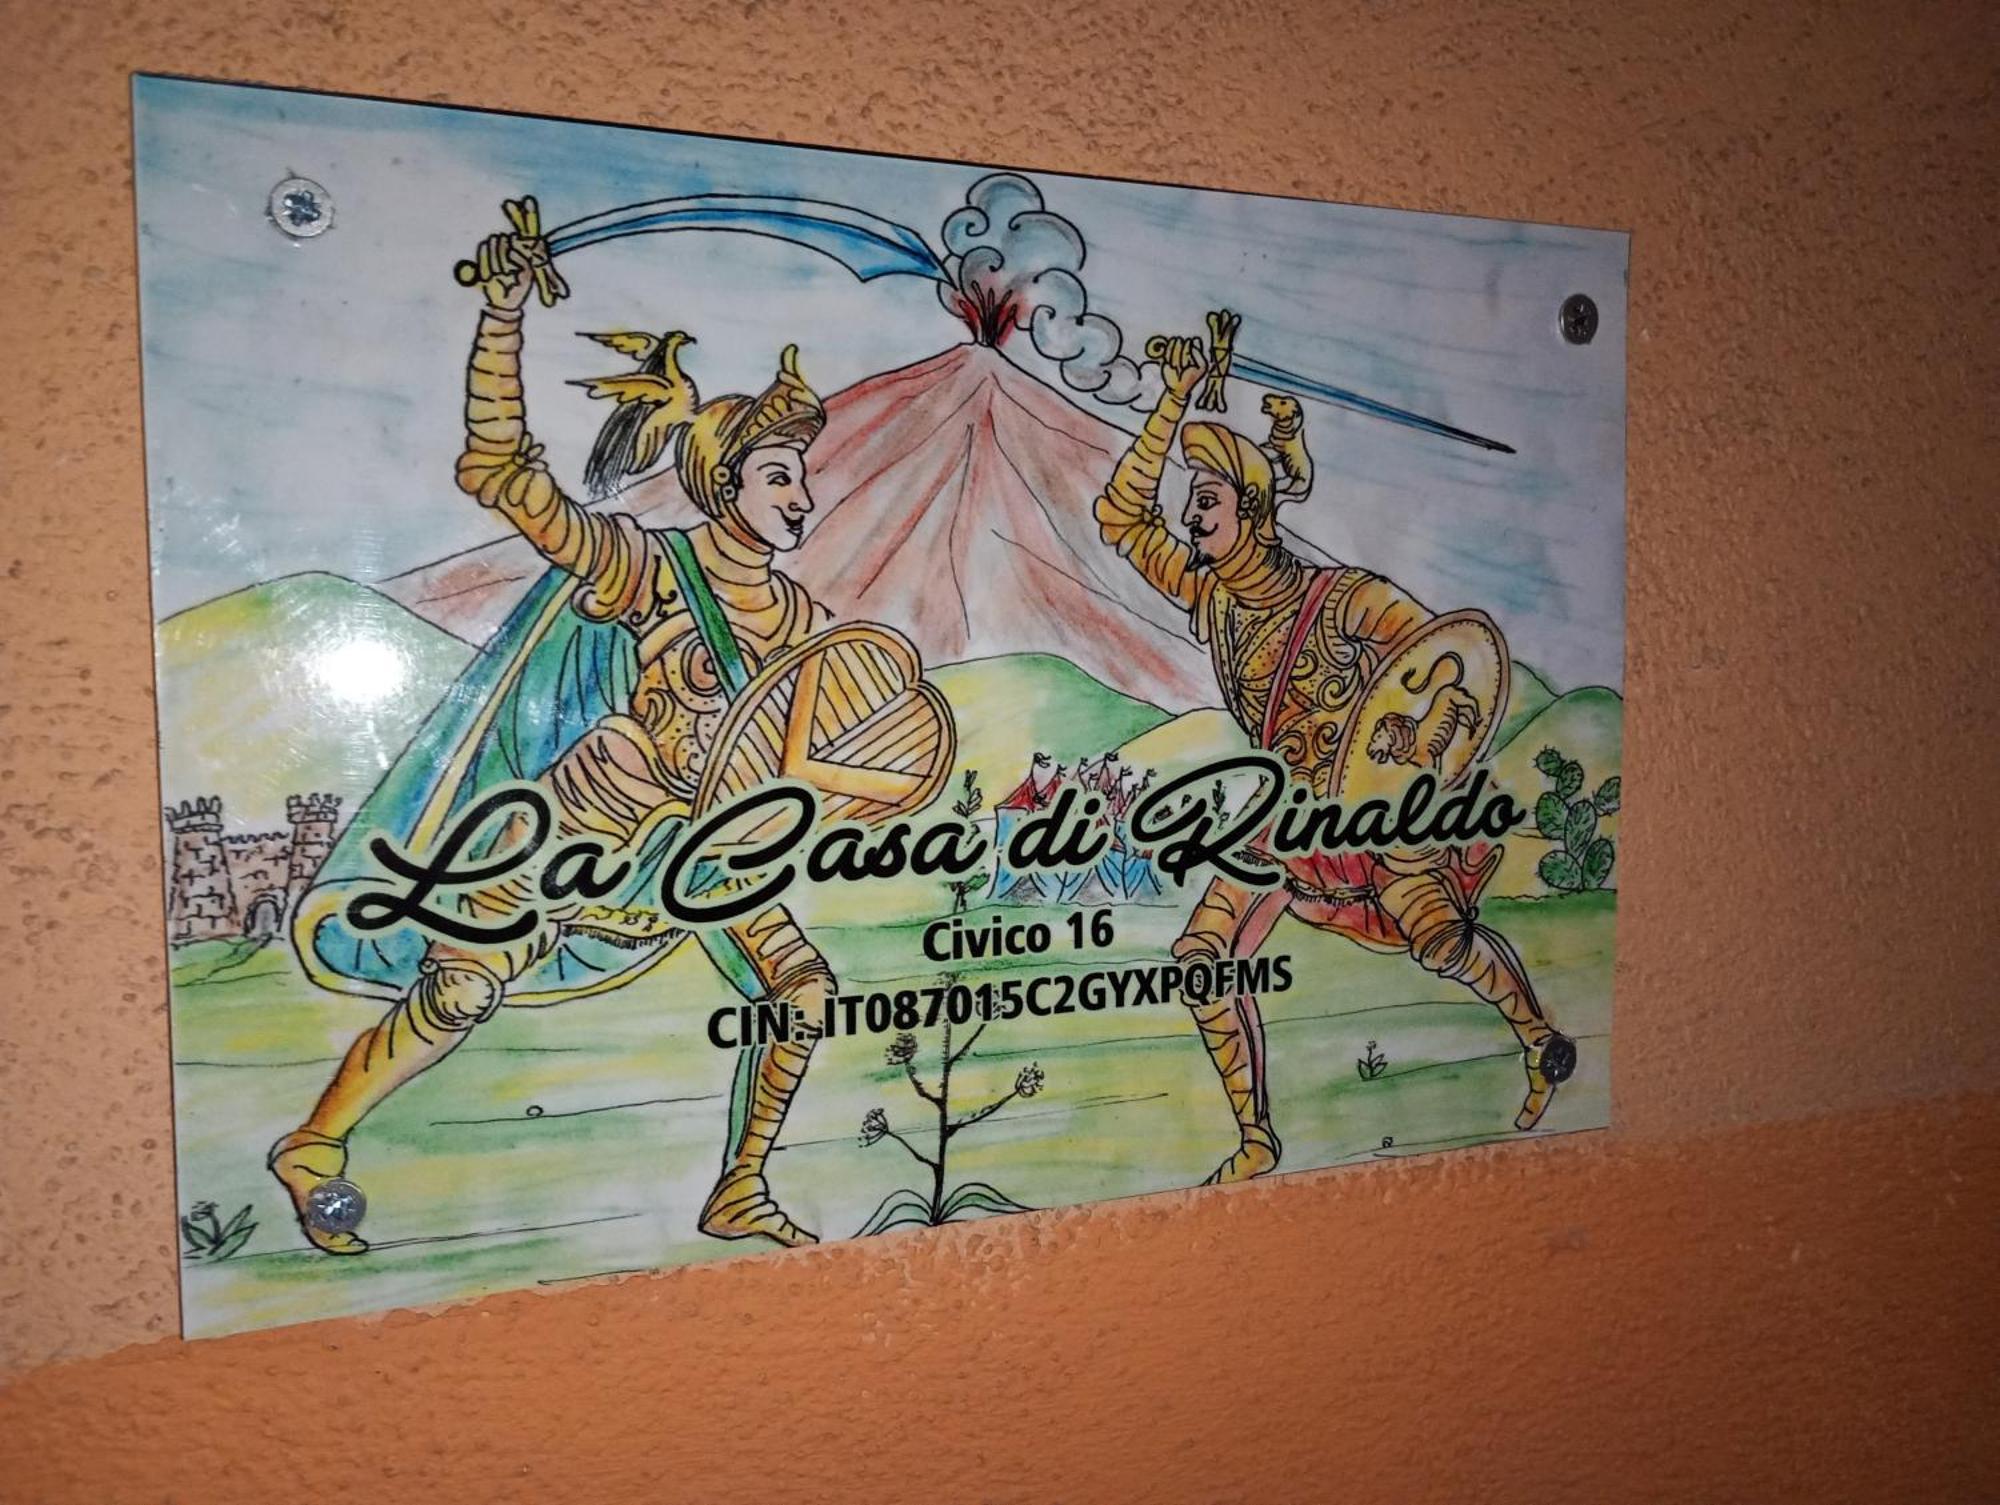 La Casa di Rinaldo
Civico 16
CIN: IT087015C2GYXPQFMS